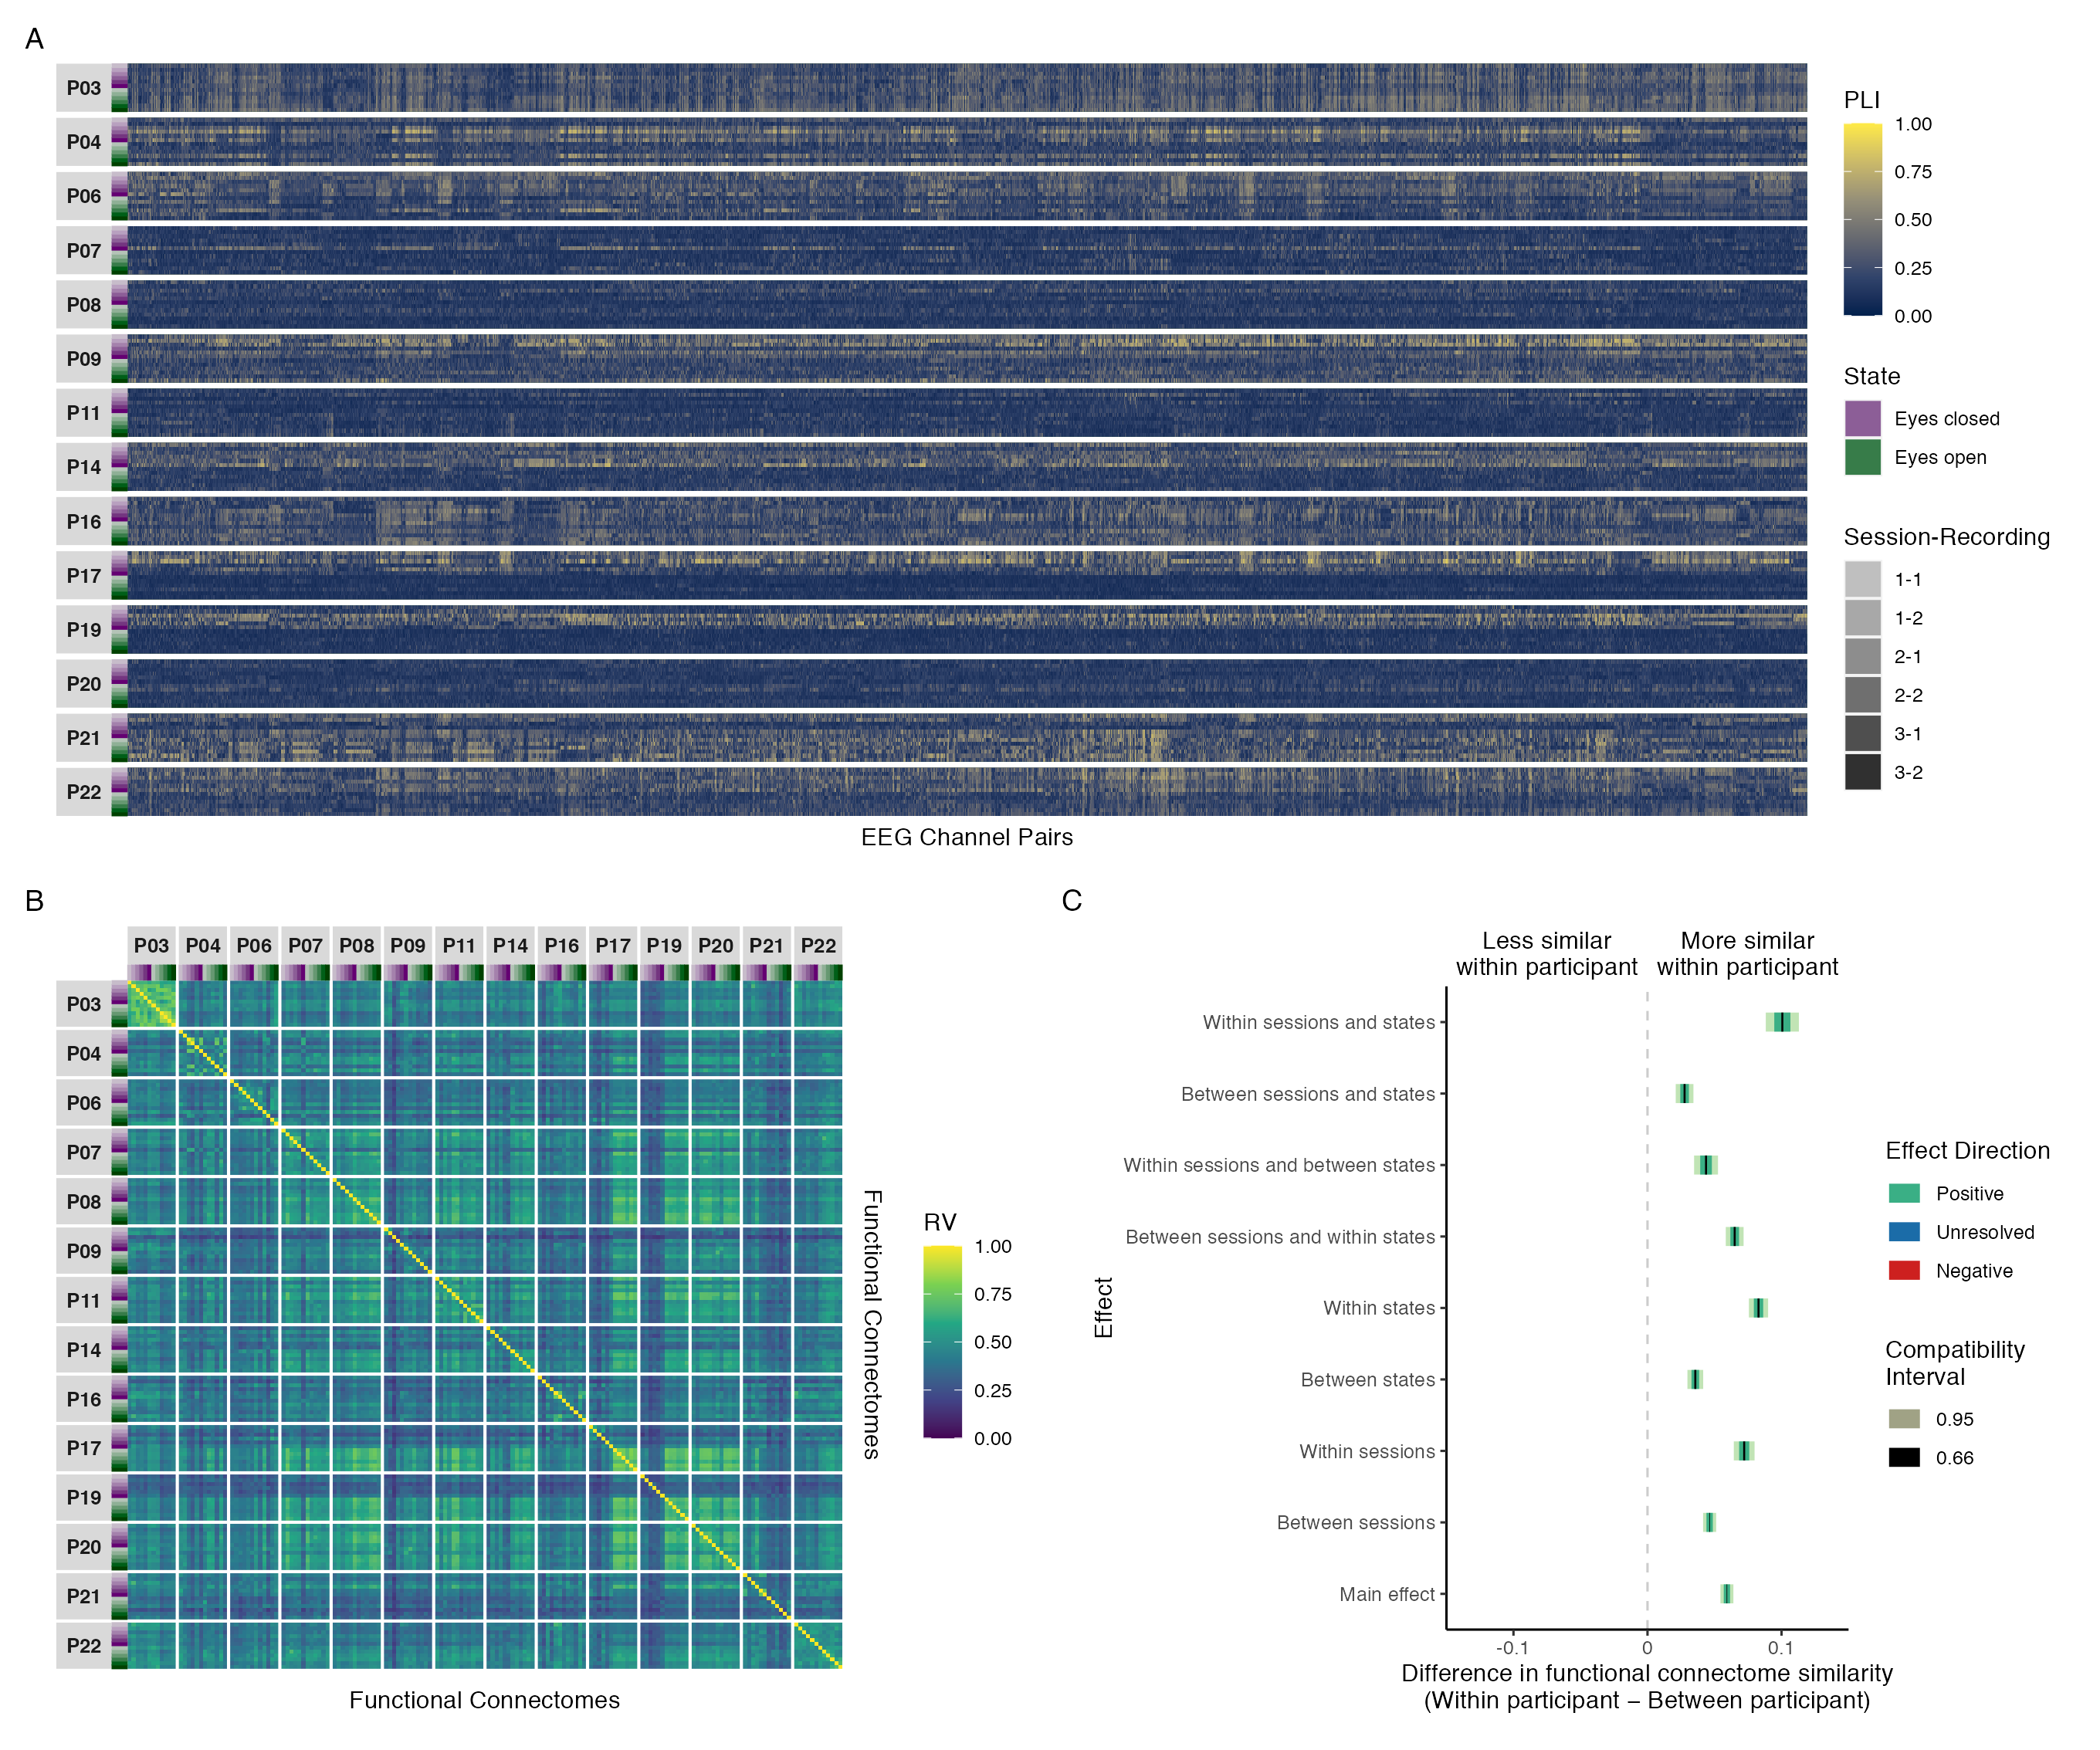 A
P03
P04
P06
P07
P08
P09
P11
P14
P16
P17
P19
P20
P21
P22
EEG Channel Pairs
PLI
1.00
0.75
0.50
0.25
0.00
State
Eyes closed
Eyes open
Session-Recording
1-1
1-2
2-1
2-2
3-1
3-2
B
P03 P04 P06 P07 P08 P09 P11 P14 P16 P17 P19 P20 P21 P22
P03
P04
P06
P07
P08
P09
P11
P14
P16
P17
P19
P20
P21
P22
Functional Connectomes
Functional Connectomes
RV
1.00
0.75
0.50
0.25
0.00
C
Less similar
within participant
More similar
within participant
Effect
Within sessions and states
Between sessions and states
Within sessions and between states
Between sessions and within states
Within states
Between states
Within sessions
Between sessions
Main effect
-0.1 0 0.1
Difference in functional connectome similarity
(Within participant − Between participant)
Effect Direction
Positive
Unresolved
Negative
Compatibility
Interval
0.95
0.66